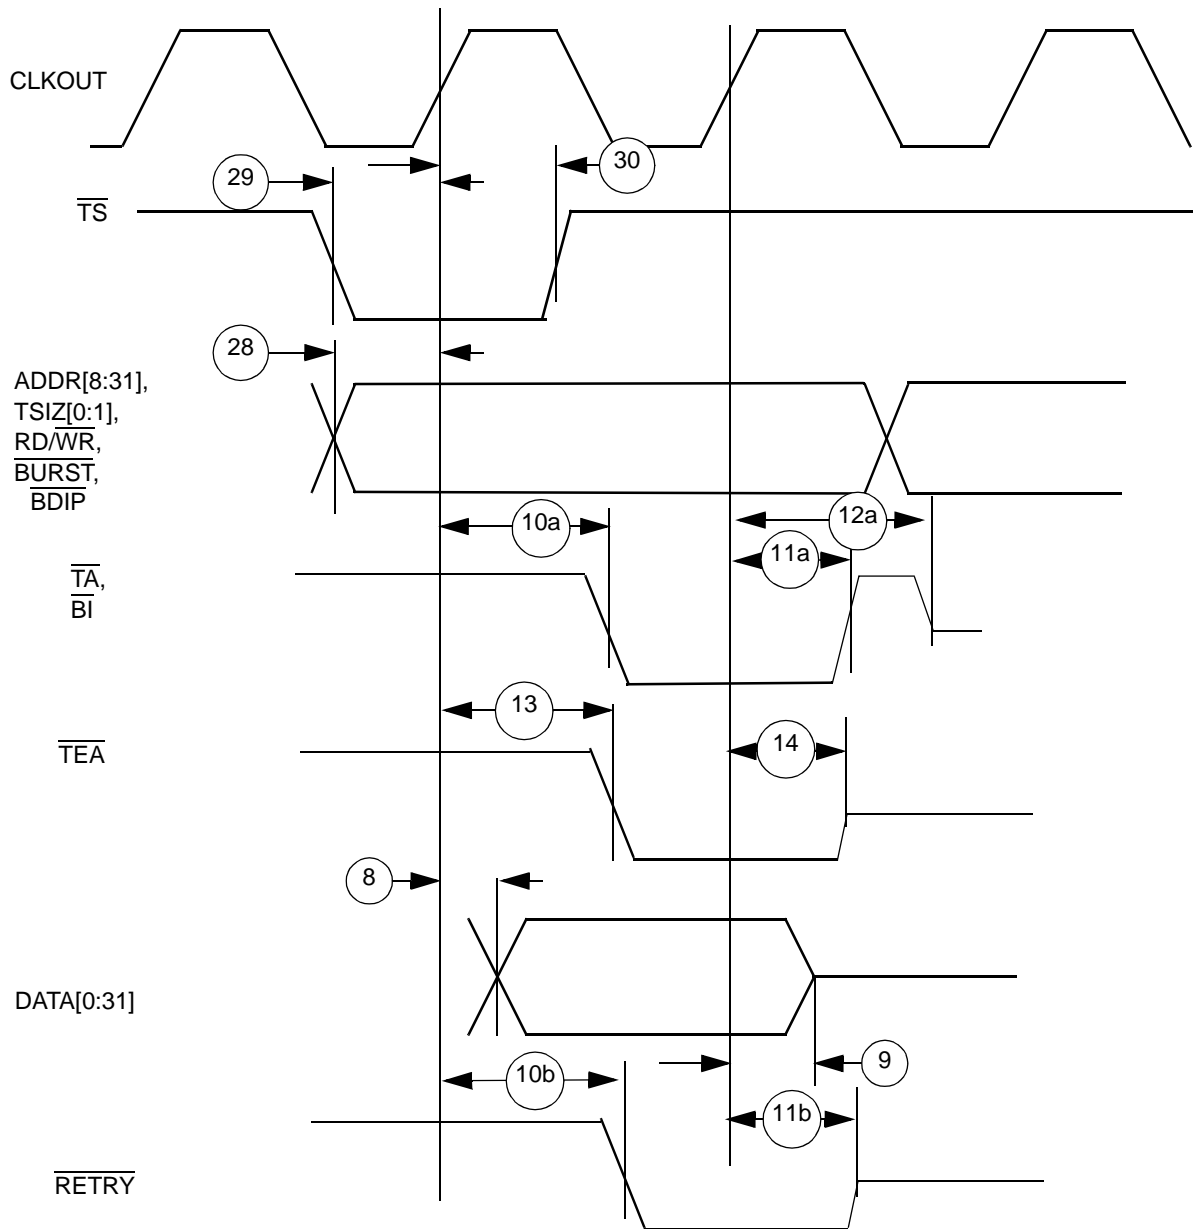 CLKOUT
30
29
TS
28
ADDR[8:31],
TSIZ[0:1],
RD/WR,
BURST,
BDIP
10a
12a
11a
TA,
BI
13
14
TEA
8
DATA[0:31]
9
10b
11b
RETRY